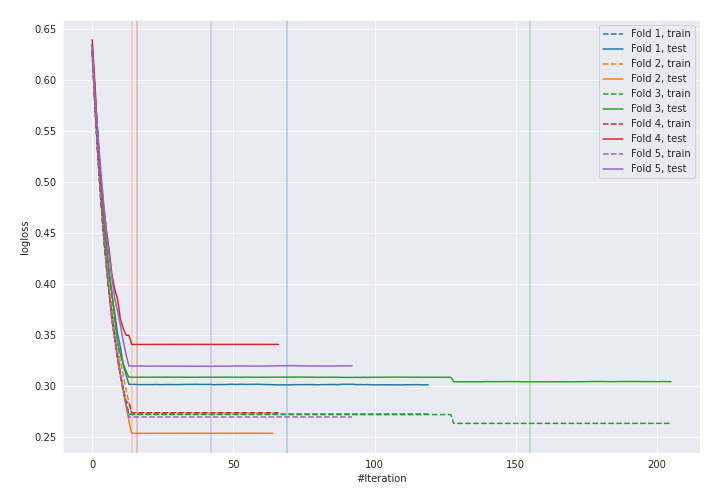 0.65
0.60
0.55
0.50
0.45
0.40
0.35
0.30
0.25
logloss
0
50
100
150
200
#Iteration
Fold 1, train
Fold 1, test
Fold 2, train
Fold 2, test
Fold 3, train
Fold 3, test
Fold 4, train
Fold 4, test
Fold 5, train
Fold 5, test